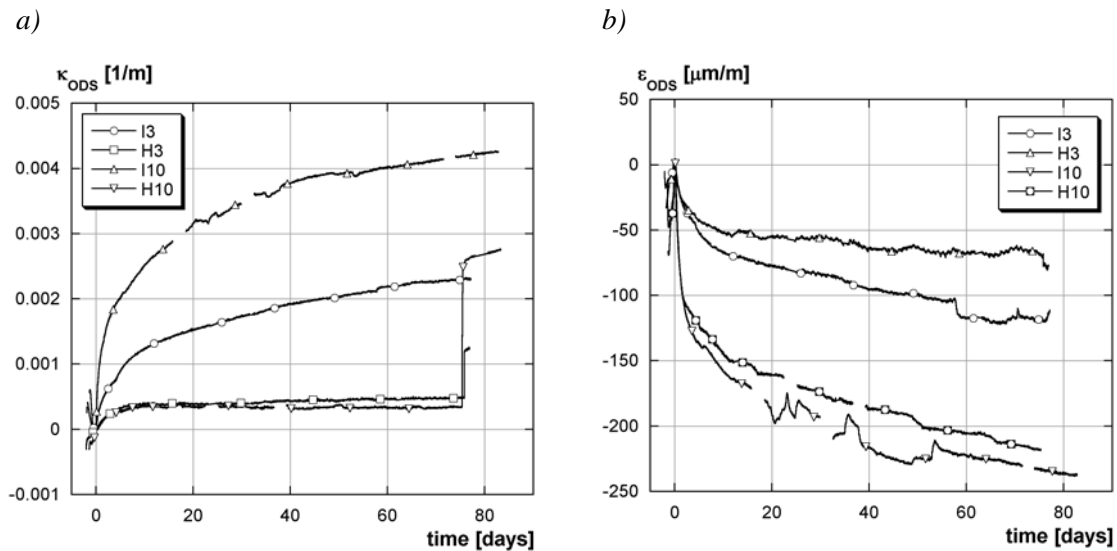 a)
b)
κODS [1/m]
0.005
0.004
0.003
0.002
0.001
0
-0.001
I3
H3
I10
H10
0 20 40 60 80
time [days]
εODS [µm/m]
50
0
-50
-100
-150
-200
-250
I3
H3
I10
H10
0 20 40 60 80
time [days]